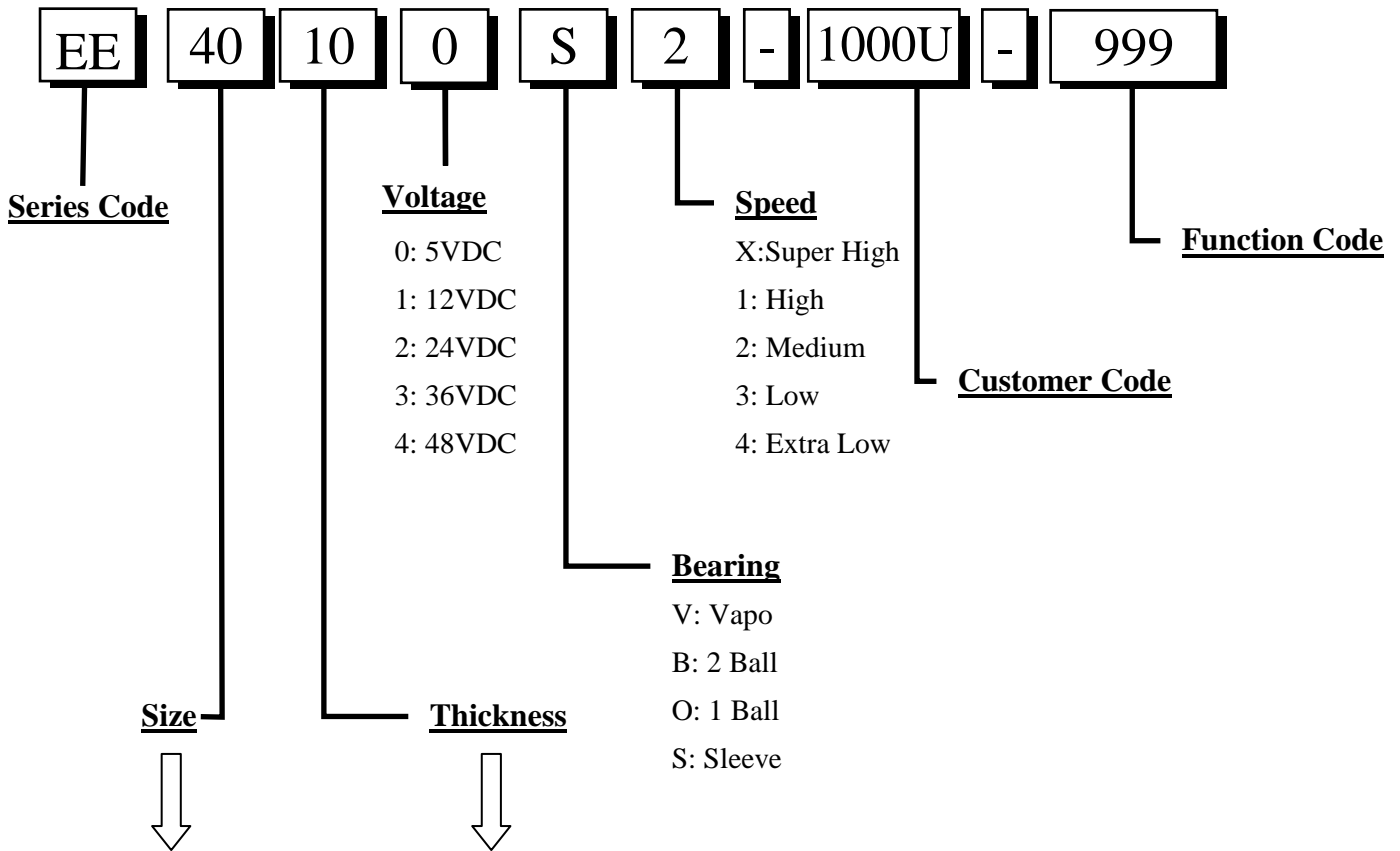 EE 40 10 0 S 2 - 1000U - 999
Series Code
Voltage
0: 5VDC
1: 12VDC
2: 24VDC
3: 36VDC
4: 48VDC
Speed
X:Super High
1: High
2: Medium
3: Low
4: Extra Low
Function Code
Customer Code
Bearing
V: Vapo
B: 2 Ball
O: 1 Ball
S: Sleeve
Size
Thickness